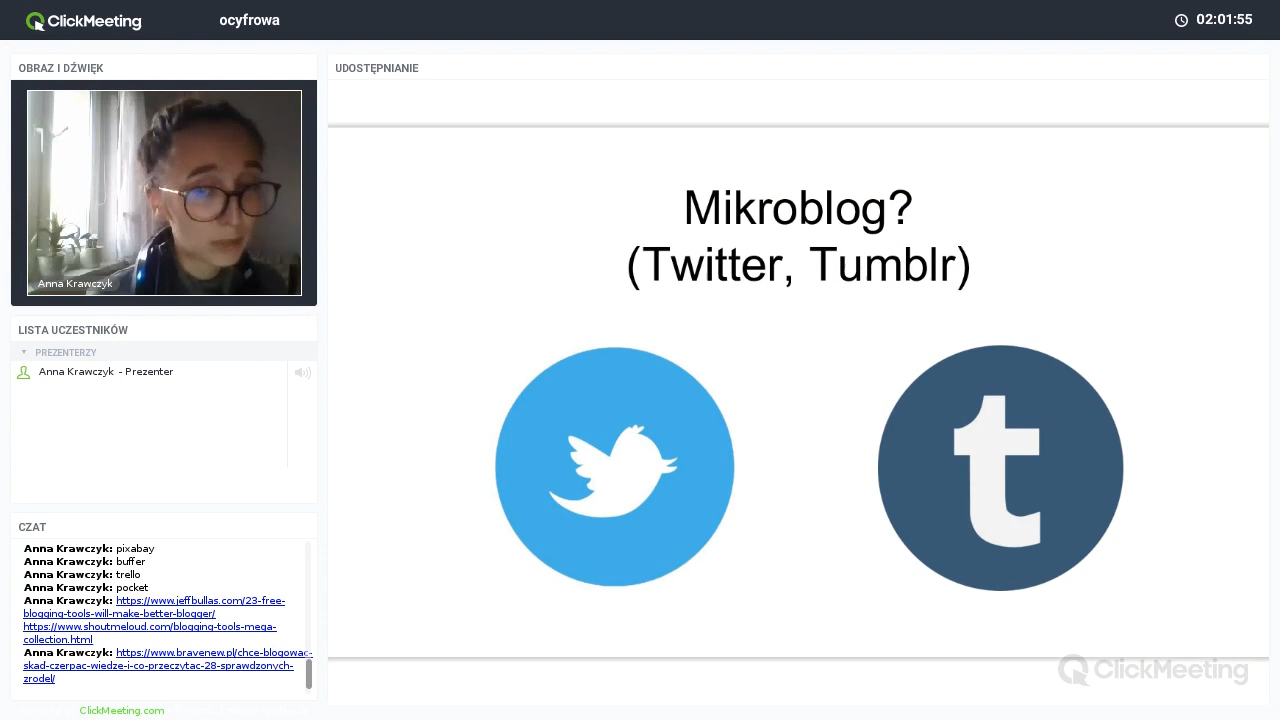 ClickMeeting
ocyfrowa
02:01:55
OBRAZ I DŹWIĘK
Anna Krawczyk
LISTA UCZESTNIKÓW
PREZENTERZY
Anna Krawczyk - Prezenter
CZAT
Anna Krawczyk: pixabay
Anna Krawczyk: buffer
Anna Krawczyk: trello
Anna Krawczyk: pocket
Anna Krawczyk: https://www.jeffbullas.com/23-free-
blogging-tools-will-make-better-blogger/
https://www.shoutmeloud.com/blogging-tools-mega-
collection.html
Anna Krawczyk: https://www.bravenew.pl/chce-blogowac-
skad-czerpac-wiedze-i-co-przeczytac-28-sprawdzonych-
zrodel/
ClickMeeting.com
UDOSTĘPNIANIE
Mikroblog?
(Twitter, Tumblr)
t
ClickMeeting